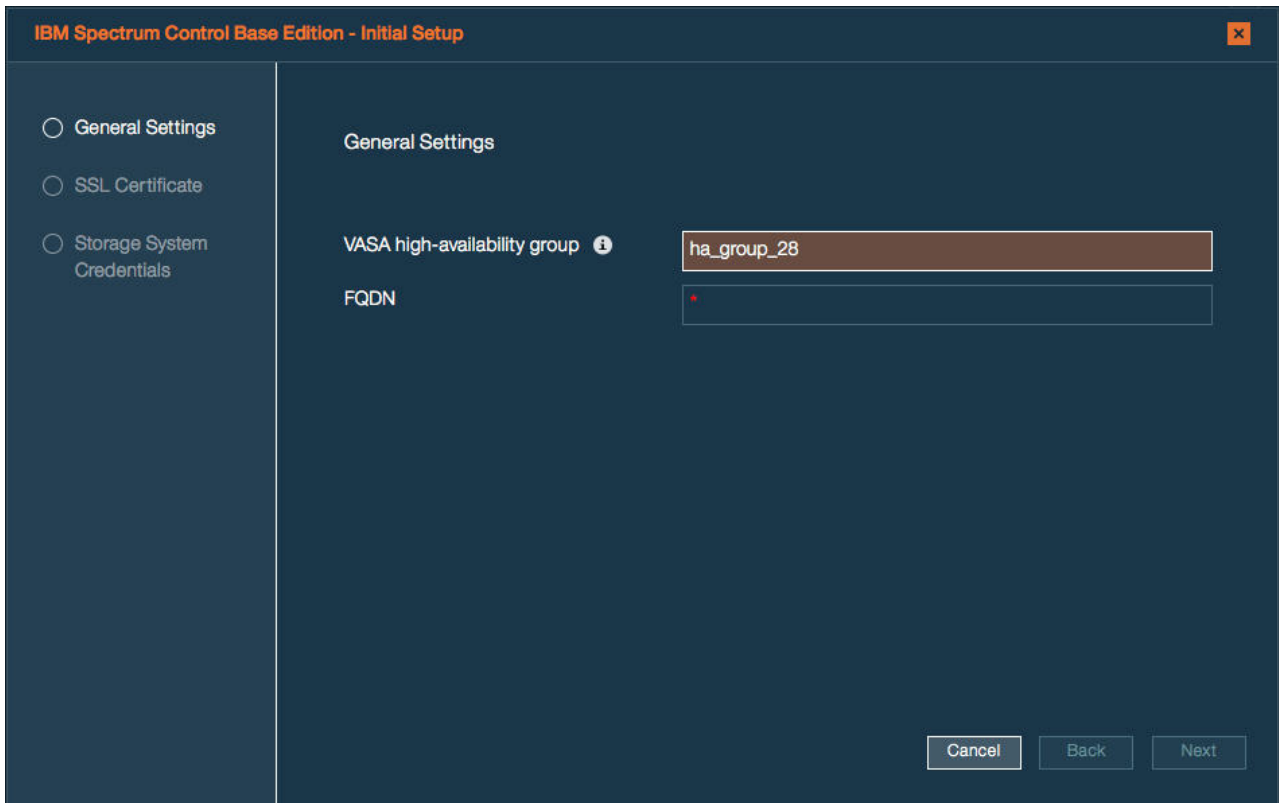 IBM Spectrum Control Base Edition - Initial Setup
General Settings
SSL Certificate
Storage System
Credentials
General Settings
VASA high-availability group
ha_group_28
FQDN
*
Cancel
Back
Next